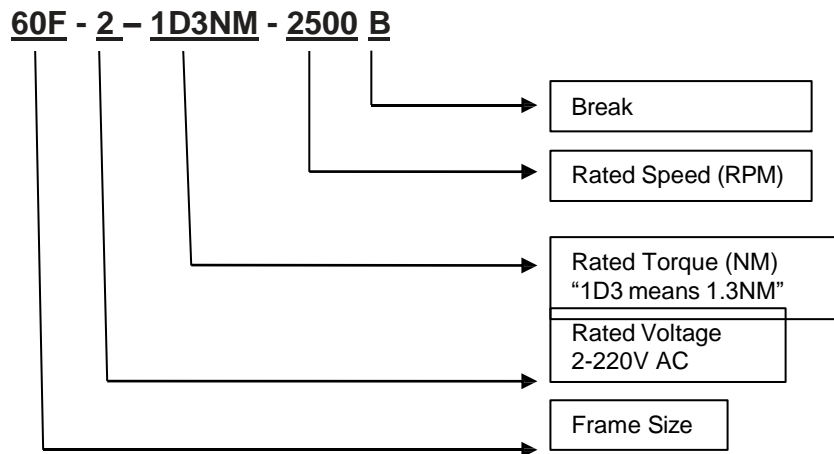 60F - 2 – 1D3NM - 2500 B
Break
Rated Speed (RPM)
Rated Torque (NM)
“1D3 means 1.3NM”
Rated Voltage
2-220V AC
Frame Size